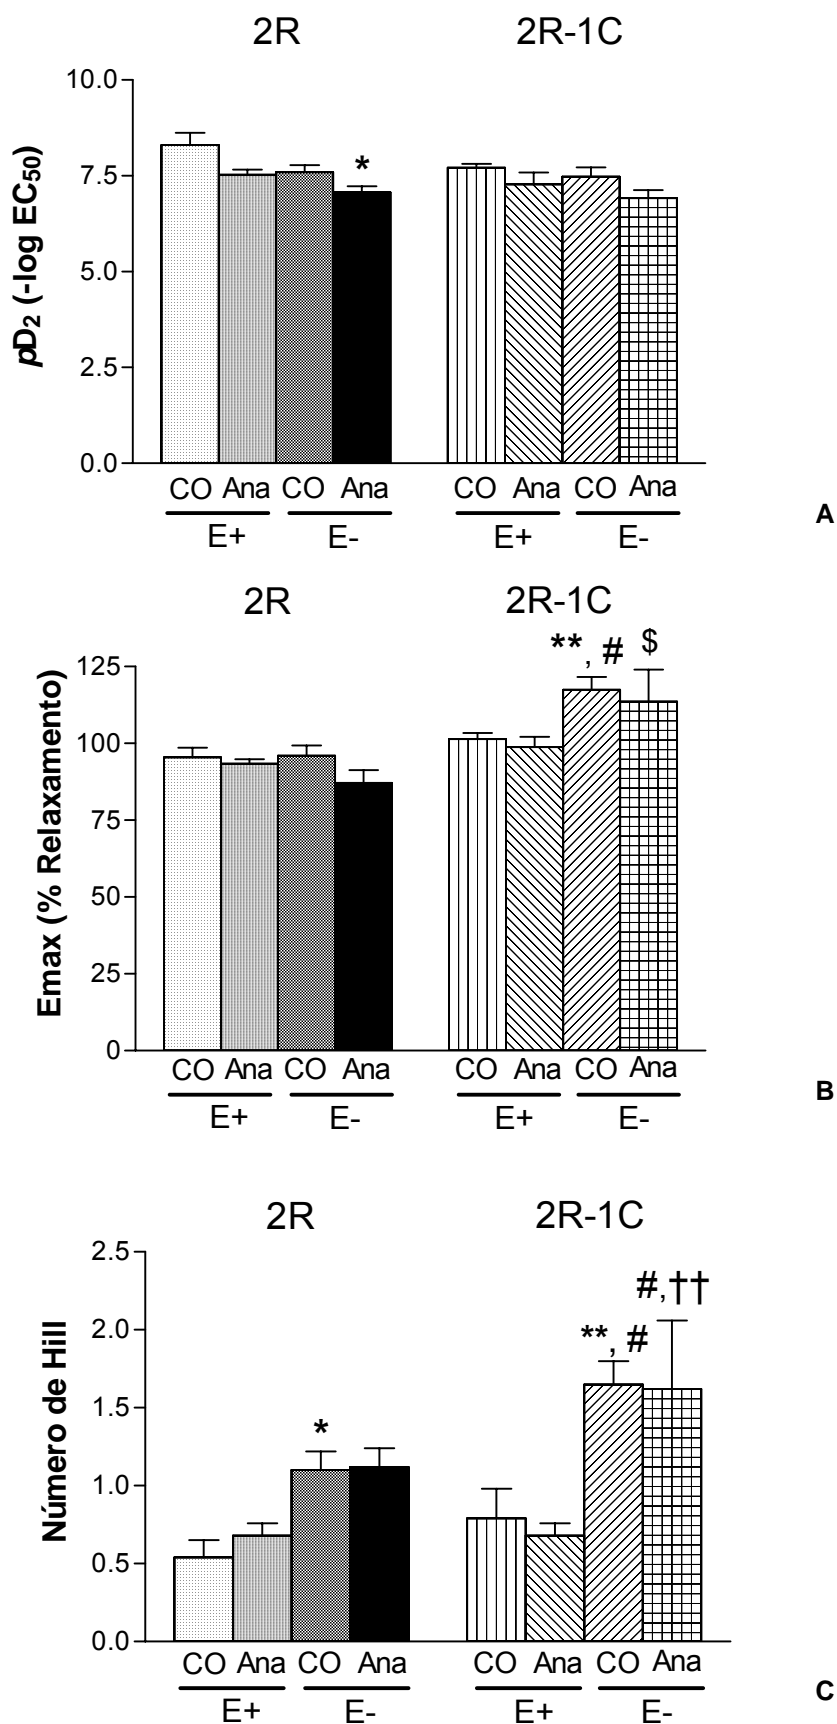 2R 2R-1C
pD2 (-log EC50)
10.0
7.5
5.0
2.5
0.0
*
CO Ana CO Ana CO Ana CO Ana
E+ E- E+ E-
A
2R 2R-1C
Emax (% Relaxamento)
125
100
75
50
25
0
**, # $
CO Ana CO Ana CO Ana CO Ana
E+ E- E+ E-
B
2R 2R-1C
Número de Hill
2.5
2.0
1.5
1.0
0.5
0.0
*
**, #
#,††
CO Ana CO Ana CO Ana CO Ana
E+ E- E+ E-
C